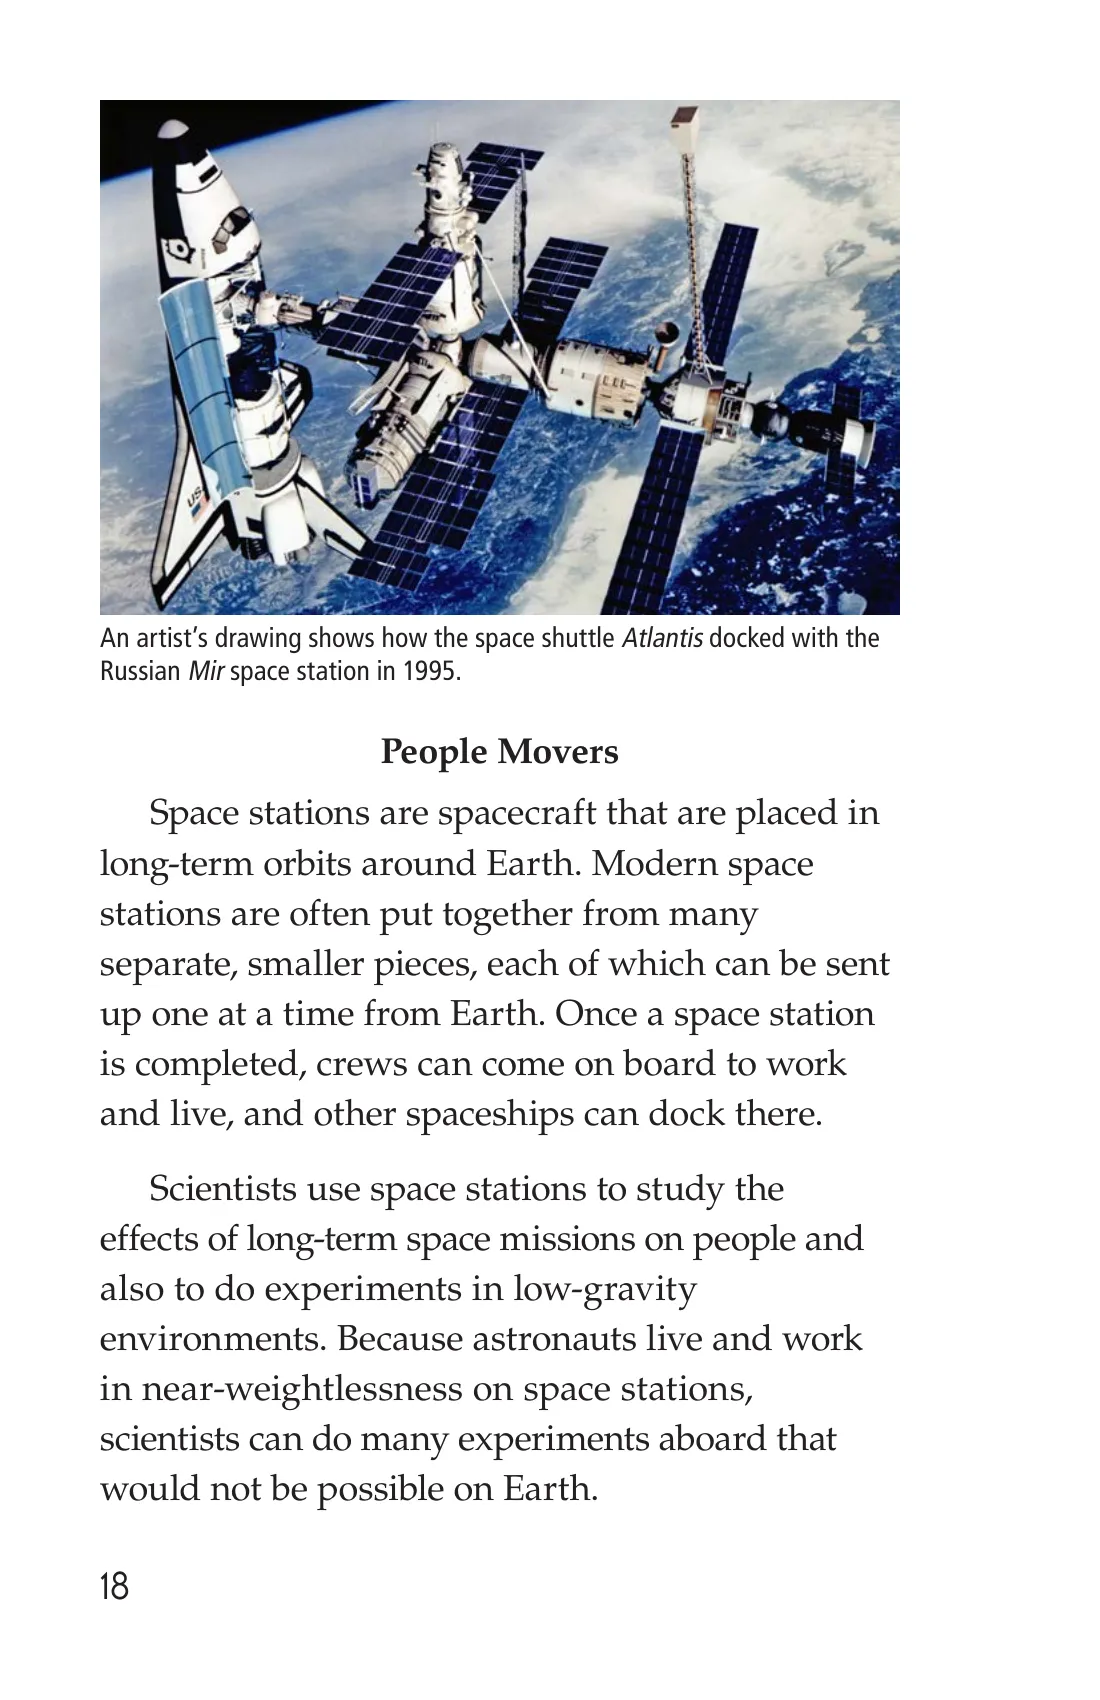 USA
An artist's drawing shows how the space shuttle Atlantis docked with the
Russian Mir space station in 1995.
People Movers
Space stations are spacecraft that are placed in
long-term orbits around Earth. Modern space
stations are often put together from many
separate, smaller pieces, each of which can be sent
up one at a time from Earth. Once a space station
is completed, crews can come on board to work
and live, and other spaceships can dock there.
Scientists use space stations to study the
effects of long-term space missions on people and
also to do experiments in low-gravity
environments. Because astronauts live and work
in near-weightlessness on space stations,
scientists can do many experiments aboard that
would not be possible on Earth.
18